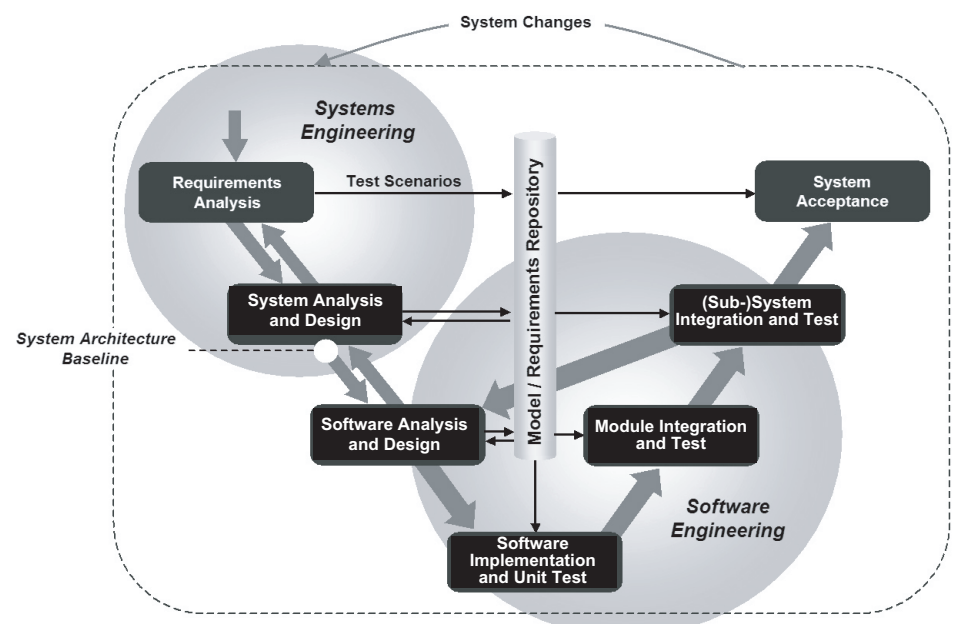 System Changes
Systems
Engineering
Requirements
Analysis
Test Scenarios
System
Acceptance
Model / Requirements Repository
System Analysis
and Design
(Sub-)System
Integration and Test
System Architecture
Baseline
Software Analysis
and Design
Module Integration
and Test
Software
Engineering
Software
Implementation
and Unit Test